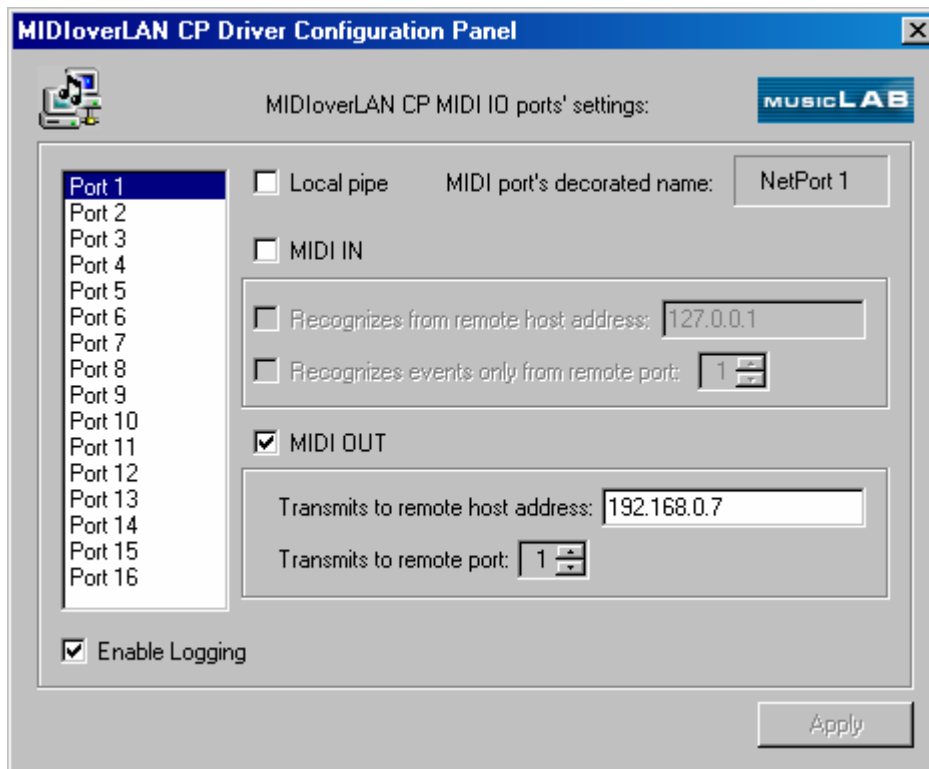 MIDIoverLAN CP Driver Configuration Panel
MIDIoverLAN CP MIDI IO ports' settings:
MUSICLAB
Port 1
Port 2
Port 3
Port 4
Port 5
Port 6
Port 7
Port 8
Port 9
Port 10
Port 11
Port 12
Port 13
Port 14
Port 15
Port 16
Local pipe
MIDI port's decorated name:
NetPort 1
MIDI IN
Recognizes from remote host address: 127.0.0.1
Recognizes events only from remote port: 1
MIDI OUT
Transmits to remote host address: 192.168.0.7
Transmits to remote port: 1
Enable Logging
Apply